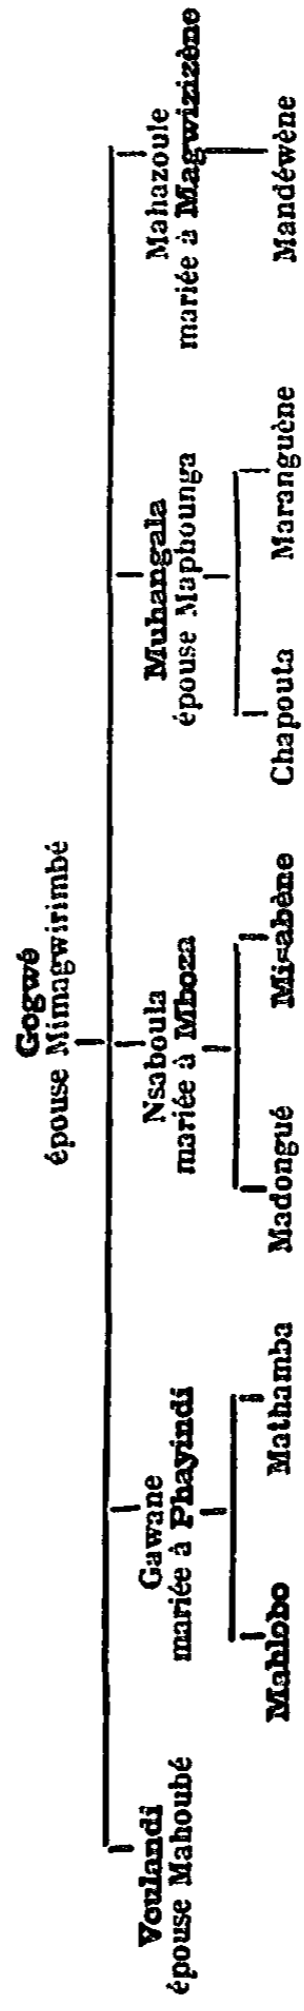 Gogwé
épouse Mimagwirimbé
Voulandi
épouse Mahoubé
Gawane
mariée à Phayindi
Nsaboula
mariée à Mboza
Muhangala
épouse Maphounga
Mahazoule
mariée à Magwizizène
Mahlobo
Mathamba
Madongué
Misabène
Chapouta
Maranguène
Mandéwène